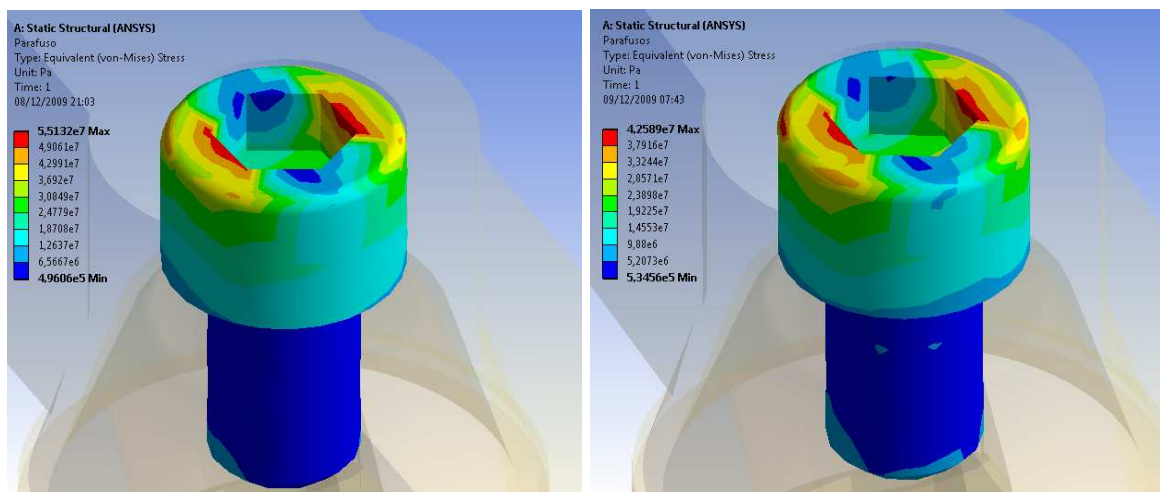 A: Static Structural (ANSYS)
Parafuso
Type: Equivalent (von-Mises) Stress
Unit: Pa
Time: 1
08/12/2009 21:03
5,5132e7 Max
4,9061e7
4,2991e7
3,692e7
3,0849e7
2,4779e7
1,8708e7
1,2637e7
6,5667e6
4,9606e5 Min
A: Static Structural (ANSYS)
Parafusos
Type: Equivalent (von-Mises) Stress
Unit: Pa
Time: 1
09/12/2009 07:43
4,2589e7 Max
3,7916e7
3,3244e7
2,8571e7
2,3898e7
1,9225e7
1,4553e7
9,88e6
5,2073e6
5,3456e5 Min